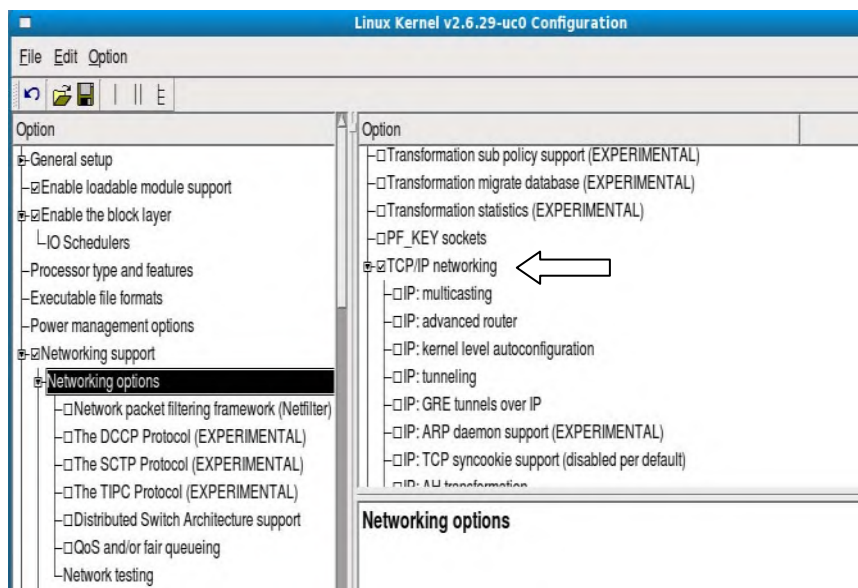 Linux Kernel v2.6.29-uc0 Configuration
File Edit Option
Option
General setup
Enable loadable module support
Enable the block layer
IO Schedulers
Processor type and features
Executable file formats
Power management options
Networking support
Networking options
Network packet filtering framework (Netfilter)
The DCCP Protocol (EXPERIMENTAL)
The SCTP Protocol (EXPERIMENTAL)
The TIPC Protocol (EXPERIMENTAL)
Distributed Switch Architecture support
QoS and/or fair queueing
Network testing
Option
Transformation sub policy support (EXPERIMENTAL)
Transformation migrate database (EXPERIMENTAL)
Transformation statistics (EXPERIMENTAL)
PF_KEY sockets
TCP/IP networking
IP: multicasting
IP: advanced router
IP: kernel level autoconfiguration
IP: tunneling
IP: GRE tunnels over IP
IP: ARP daemon support (EXPERIMENTAL)
IP: TCP syncookie support (disabled per default)
IP: AH transformation
Networking options